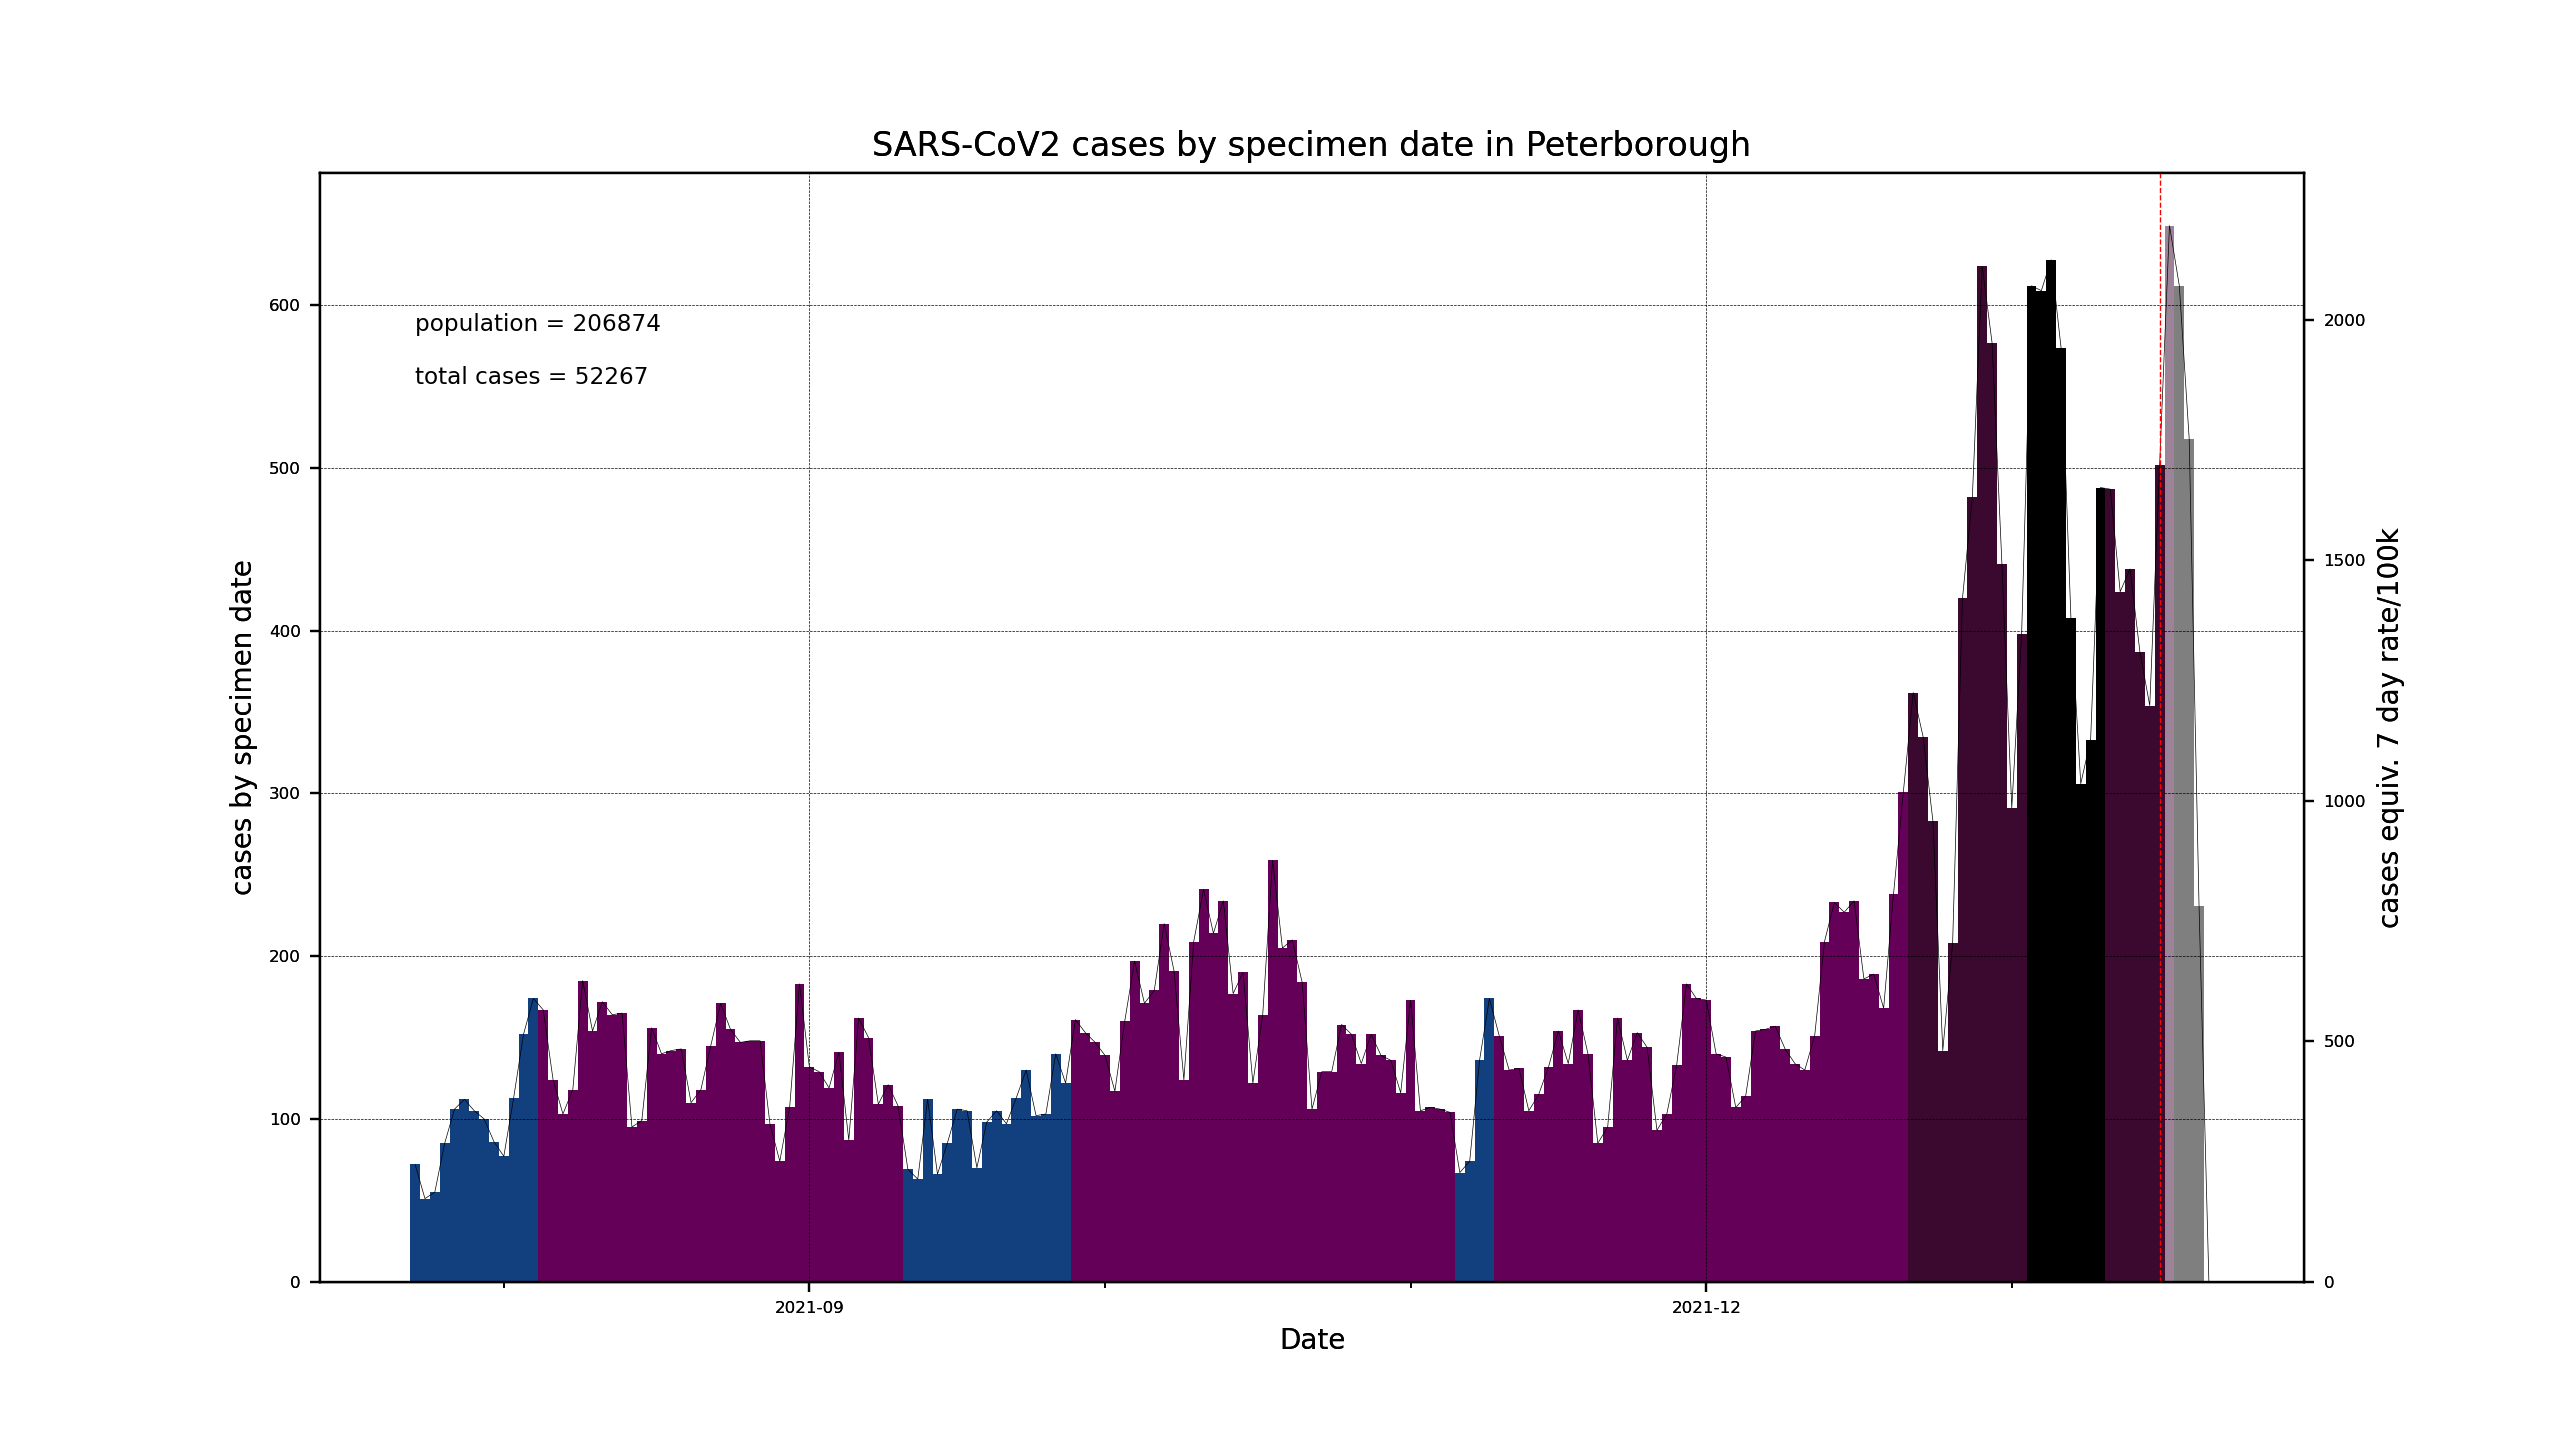 SARS-CoV2 cases by specimen date in Peterborough
population = 206874
total cases = 52267
cases by specimen date
600
500
400
300
200
100
0
2000
1500
1000
500
0
cases equiv. 7 day rate/100k
2021-09
2021-12
Date